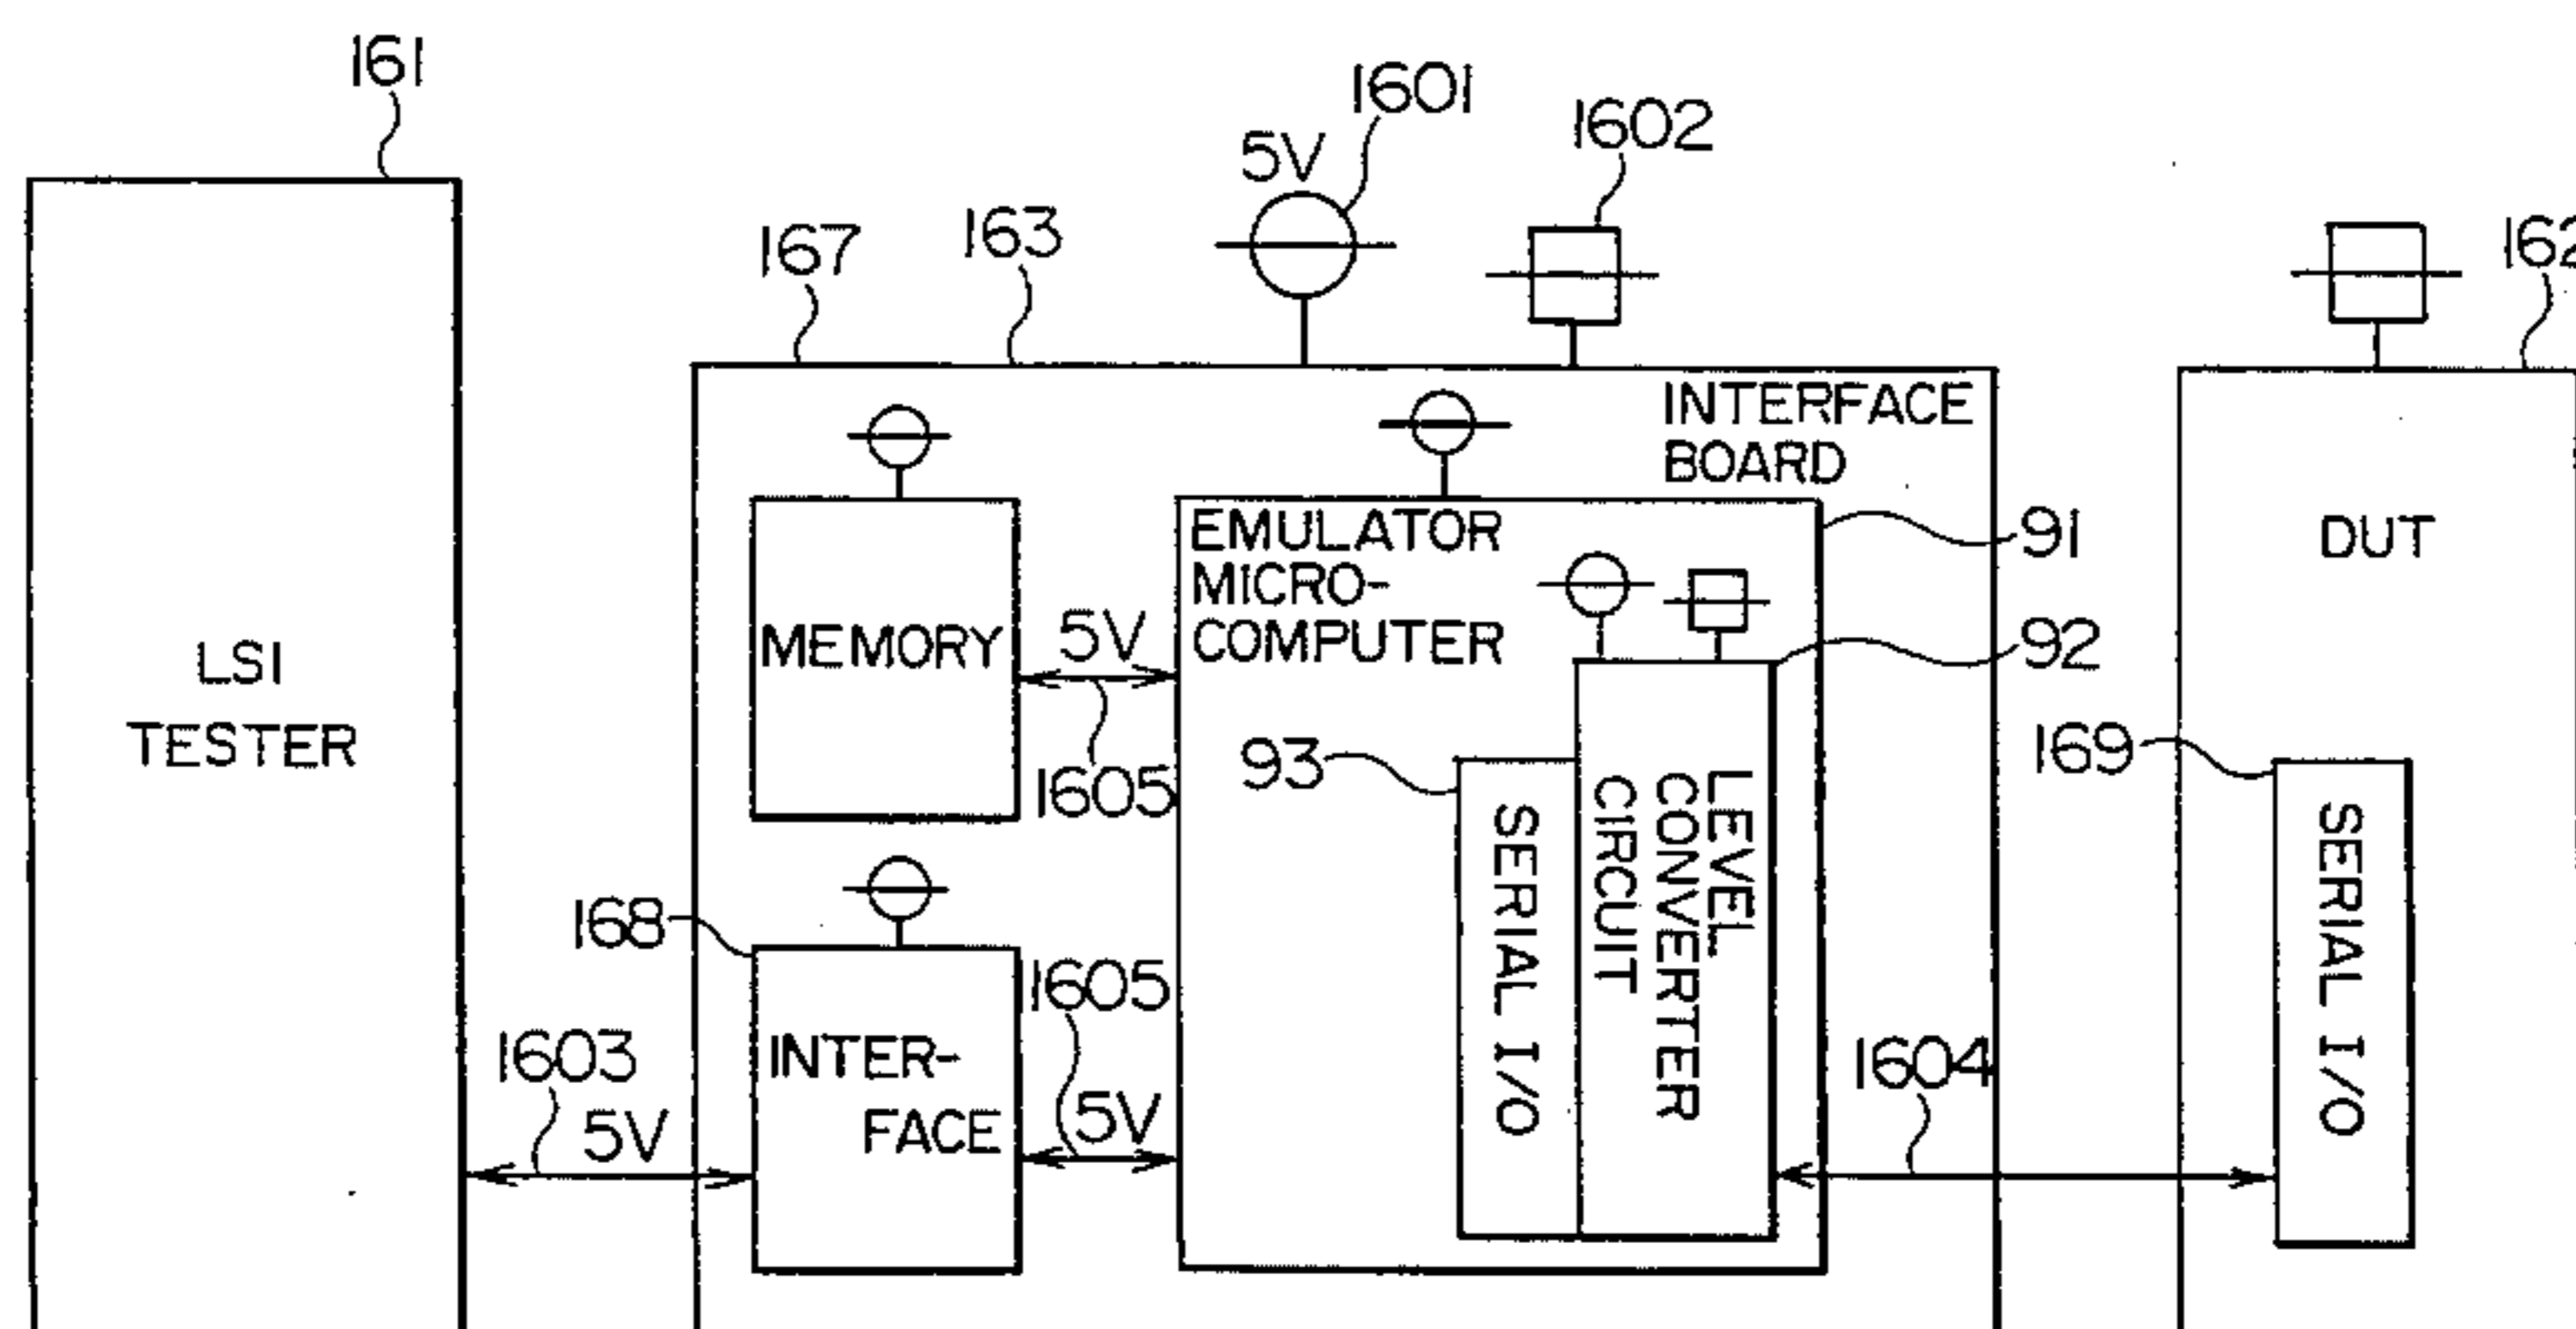 161
1601
1602
5V
167
163
162
INTERFACE
BOARD
EMULATOR
MICRO-
COMPUTER
91
DUT
MEMORY
5V
92
LSI
TESTER
1605
93
SERIAL I/O
LEVEL
CONVERTER
CIRCUIT
169
SERIAL I/O
168
1605
1603
5V
INTER-
FACE
5V
1604